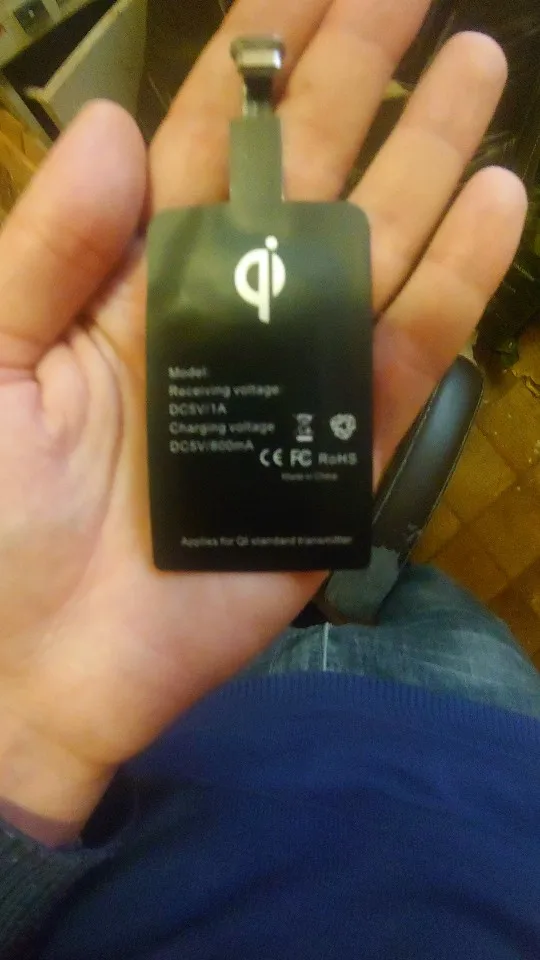 qi
Model:
Receiving voltage:
DC5V/1A
Charging voltage
DC5V/800mA
CE FC RoHS
Made in China
Applies for QI standard transmitter